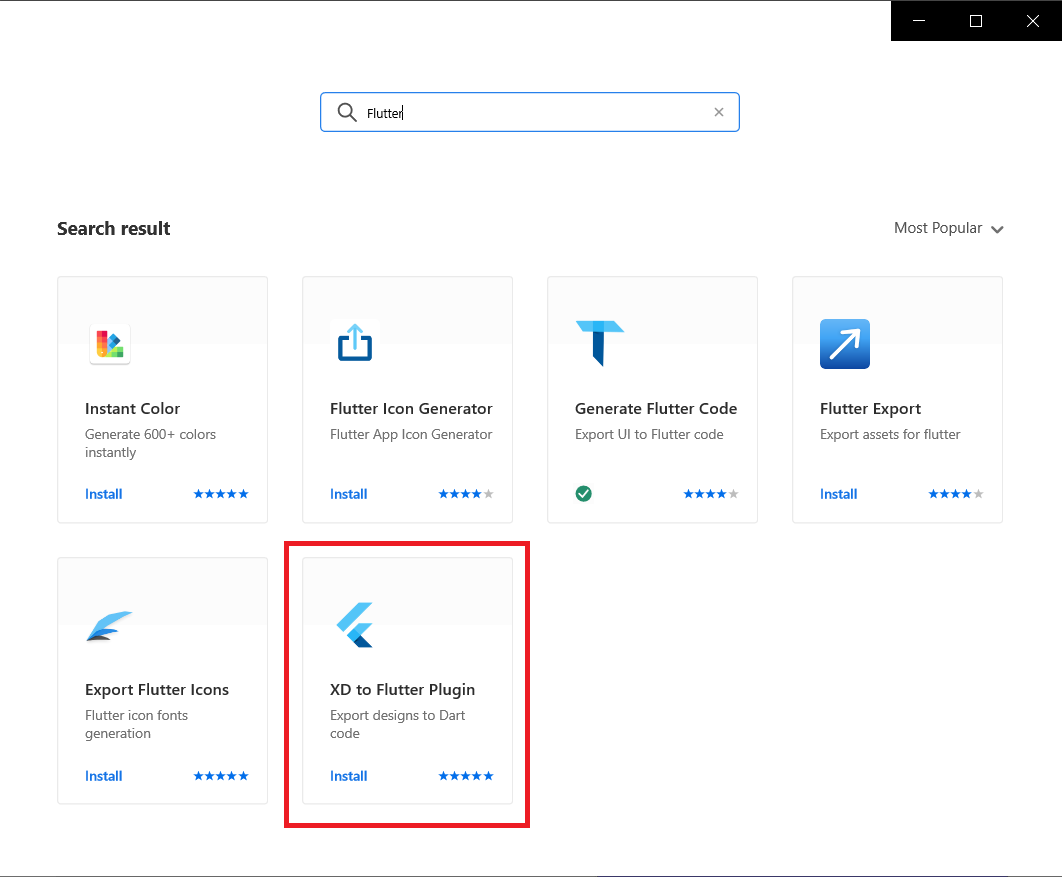 Flutter
Search result
Most Popular
Instant Color
Generate 600+ colors
instantly
Install
Flutter Icon Generator
Flutter App Icon Generator
Install
Generate Flutter Code
Export UI to Flutter code
Flutter Export
Export assets for flutter
Install
Export Flutter Icons
Flutter icon fonts
generation
Install
XD to Flutter Plugin
Export designs to Dart
code
Install